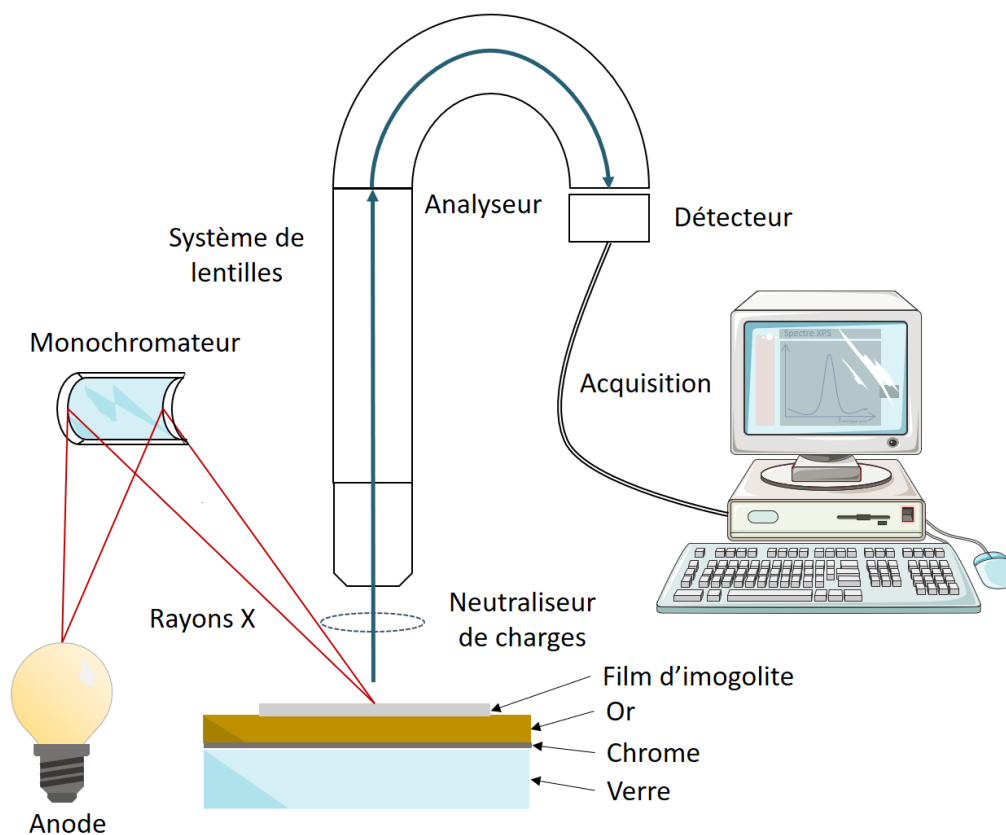 Analyseur
Détecteur
Système de
lentilles
Monochromateur
Spectre XPS
Acquisition
Rayons X
Neutraliseur
de charges
Film d’imogolite
Or
Chrome
Verre
Anode